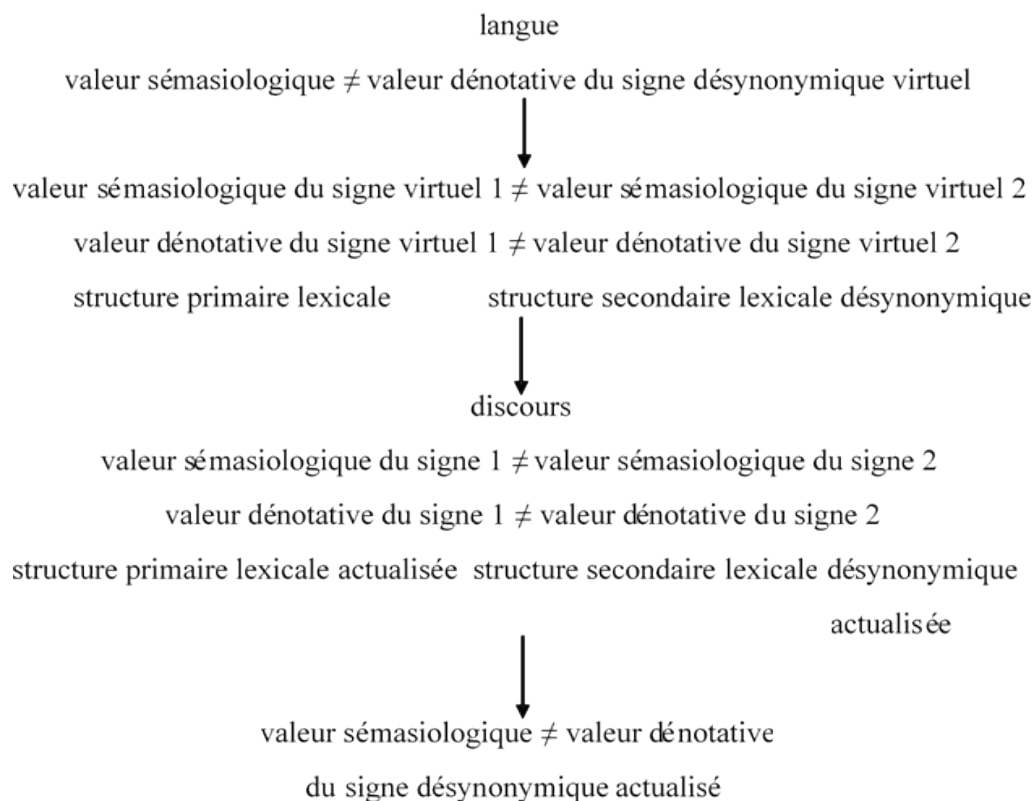 langue
valeur sémasiologique ≠ valeur dénotative du signe désynonymique virtuel
valeur sémasiologique du signe virtuel 1 ≠ valeur sémasiologique du signe virtuel 2
valeur dénotative du signe virtuel 1 ≠ valeur dénotative du signe virtuel 2
structure primaire lexicale structure secondaire lexicale désynonymique
discours
valeur sémasiologique du signe 1 ≠ valeur sémasiologique du signe 2
valeur dénotative du signe 1 ≠ valeur dénotative du signe 2
structure primaire lexicale actualisée structure secondaire lexicale désynonymique
actualisée
valeur sémasiologique ≠ valeur dénotative
du signe désynonymique actualisé